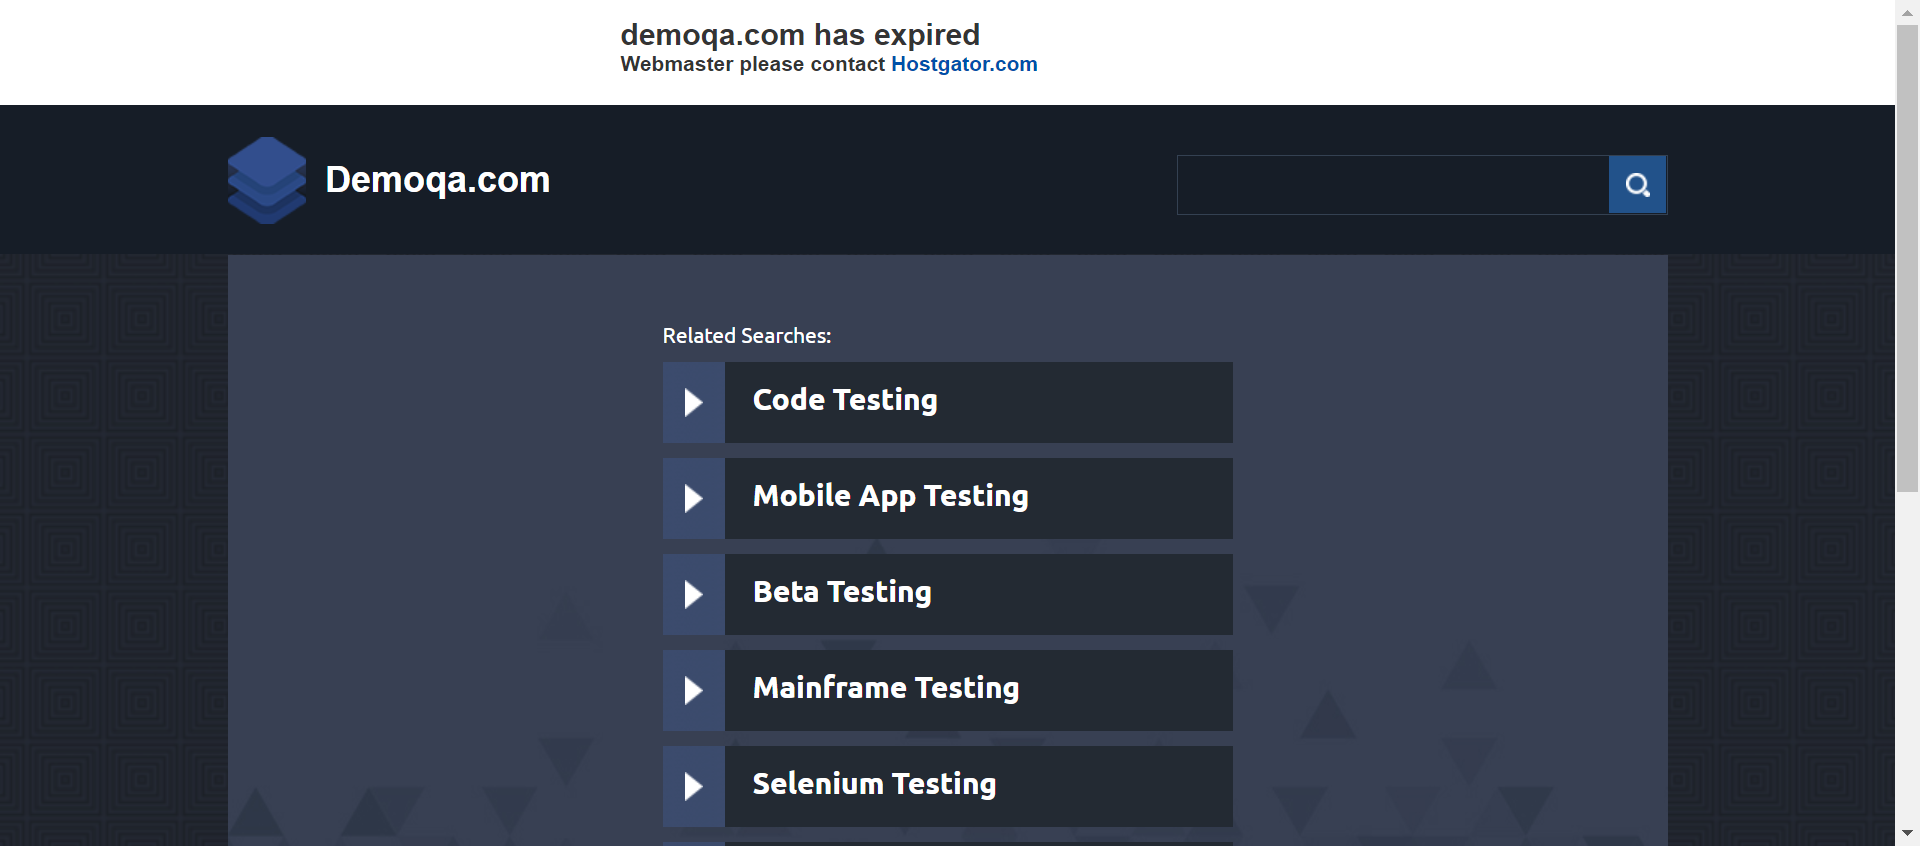 demoqa.com has expired
Webmaster please contact Hostgator.com
Demoqa.com
Related Searches:
Code Testing
Mobile App Testing
Beta Testing
Mainframe Testing
Selenium Testing